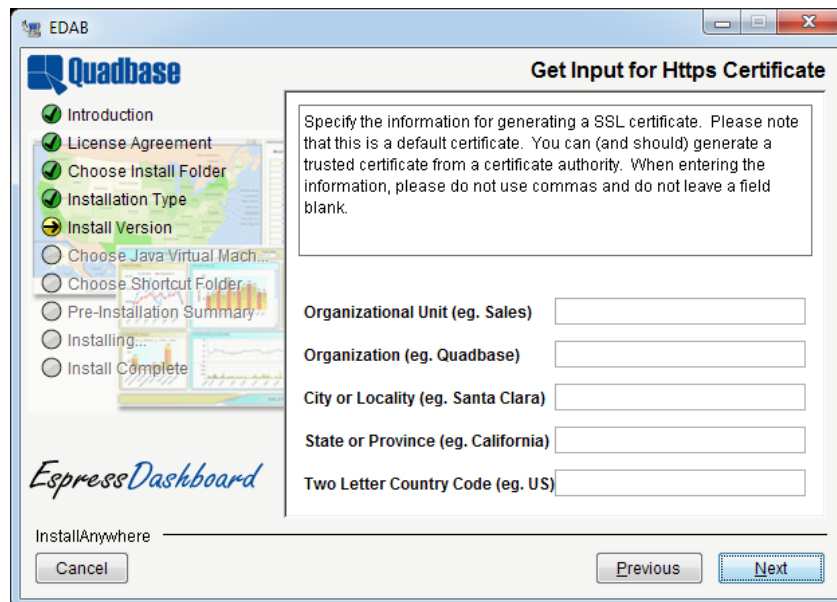 EDAB
Quadbase
Get Input for Https Certificate
Introduction
License Agreement
Choose Install Folder
Installation Type
Install Version
Choose Java Virtual Mach...
Choose Shortcut Folder
Pre-Installation Summary
Installing...
Install Complete
EspressDashboard
Specify the information for generating a SSL certificate. Please note
that this is a default certificate. You can (and should) generate a
trusted certificate from a certificate authority. When entering the
information, please do not use commas and do not leave a field
blank.
Organizational Unit (eg. Sales)
Organization (eg. Quadbase)
City or Locality (eg. Santa Clara)
State or Province (eg. California)
Two Letter Country Code (eg. US)
InstallAnywhere
Cancel
Previous
Next